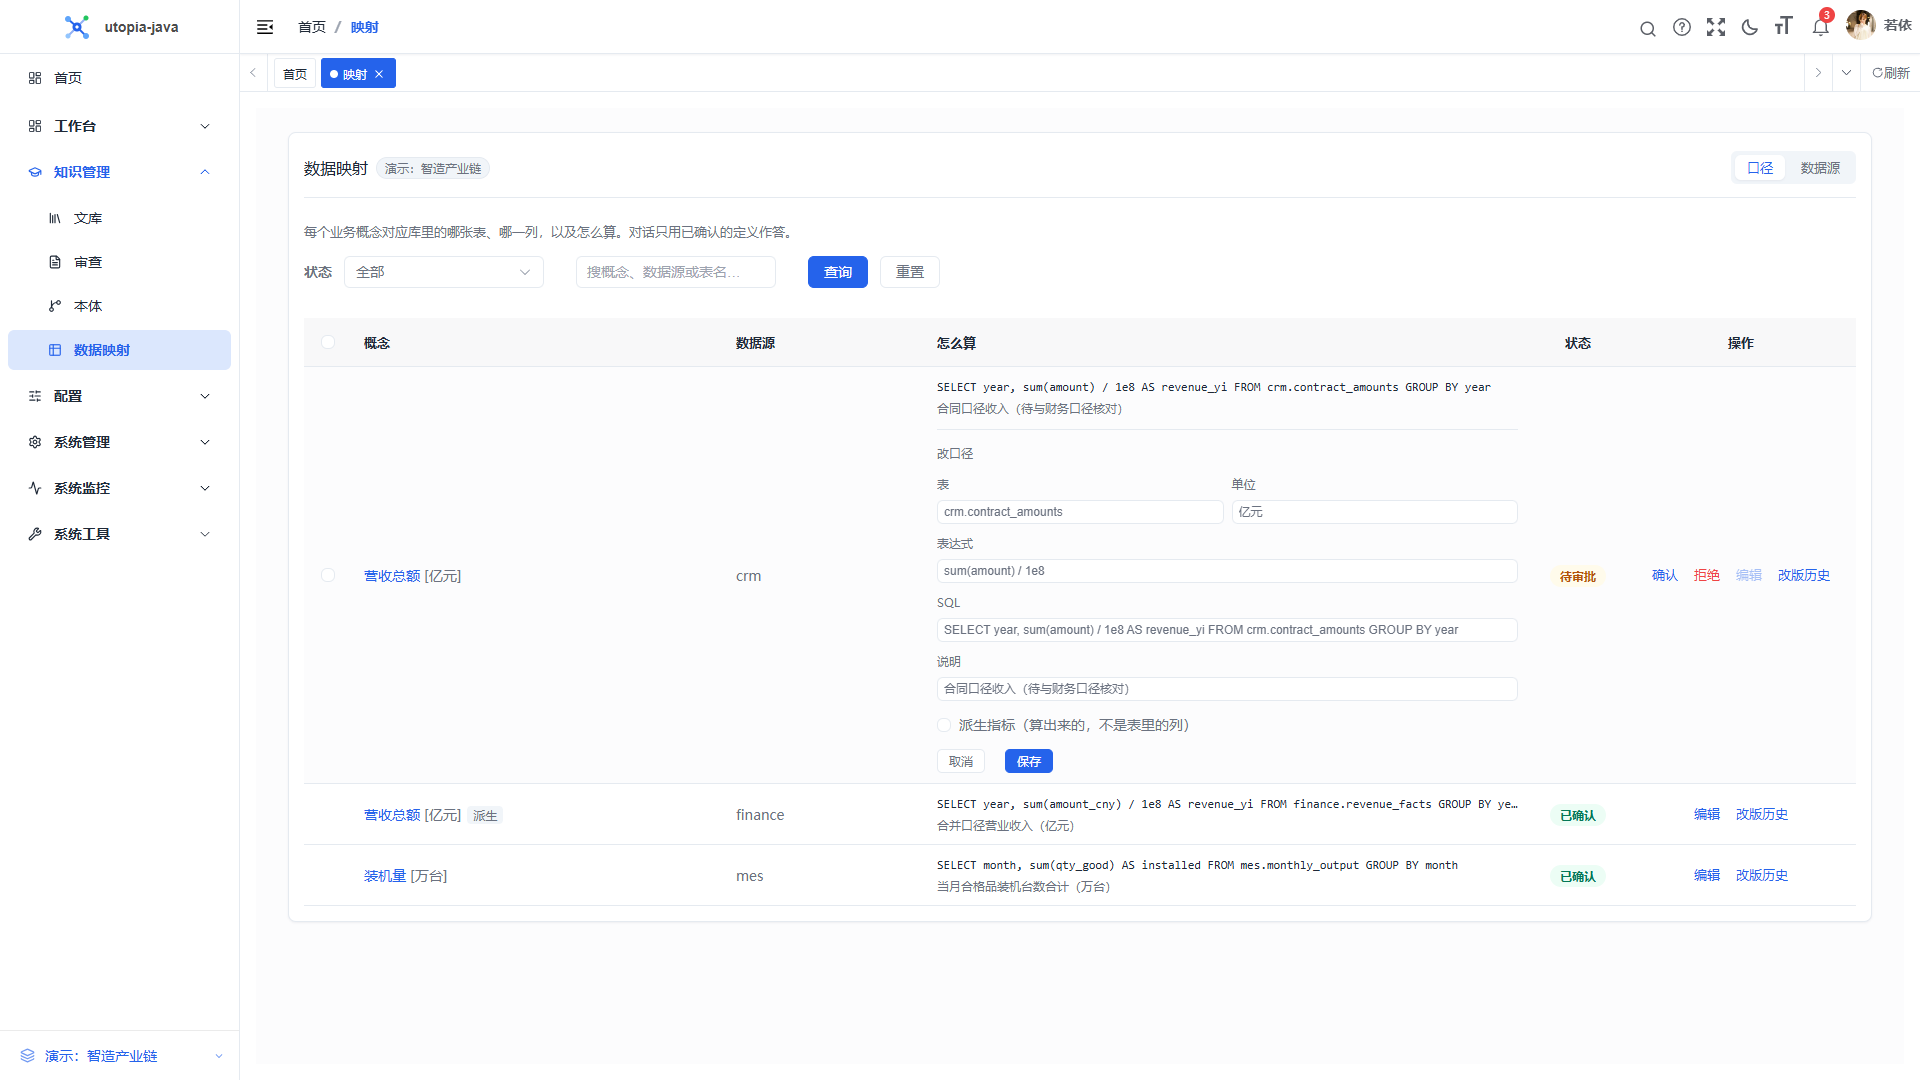 utopia-java
首页 / 映射
3
若依
首页
映射
刷新
首页
工作台
知识管理
文库
审查
本体
数据映射
配置
系统管理
系统监控
系统工具
演示：智造产业链
数据映射 演示：智造产业链
口径 数据源
每个业务概念对应库里的哪张表、哪一列，以及怎么算。对话只用已确认的定义作答。
状态 全部 搜概念、数据源或表名... 查询 重置
概念 数据源 怎么算 状态 操作
SELECT year, sum(amount) / 1e8 AS revenue_yi FROM crm.contract_amounts GROUP BY year
合同口径收入（待与财务口径核对）
改口径
表 单位
crm.contract_amounts 亿元
表达式
sum(amount) / 1e8
营收总额 [亿元] crm 待审批 确认 拒绝 编辑 改版历史
SQL
SELECT year, sum(amount) / 1e8 AS revenue_yi FROM crm.contract_amounts GROUP BY year
说明
合同口径收入（待与财务口径核对）
派生指标（算出来的，不是表里的列）
取消 保存
SELECT year, sum(amount_cny) / 1e8 AS revenue_yi FROM finance.revenue_facts GROUP BY ye…
营收总额 [亿元] 派生 finance 已确认 编辑 改版历史
合并口径营业收入（亿元）
SELECT month, sum(qty_good) AS installed FROM mes.monthly_output GROUP BY month
装机量 [万台] mes 已确认 编辑 改版历史
当月合格品装机台数合计（万台）